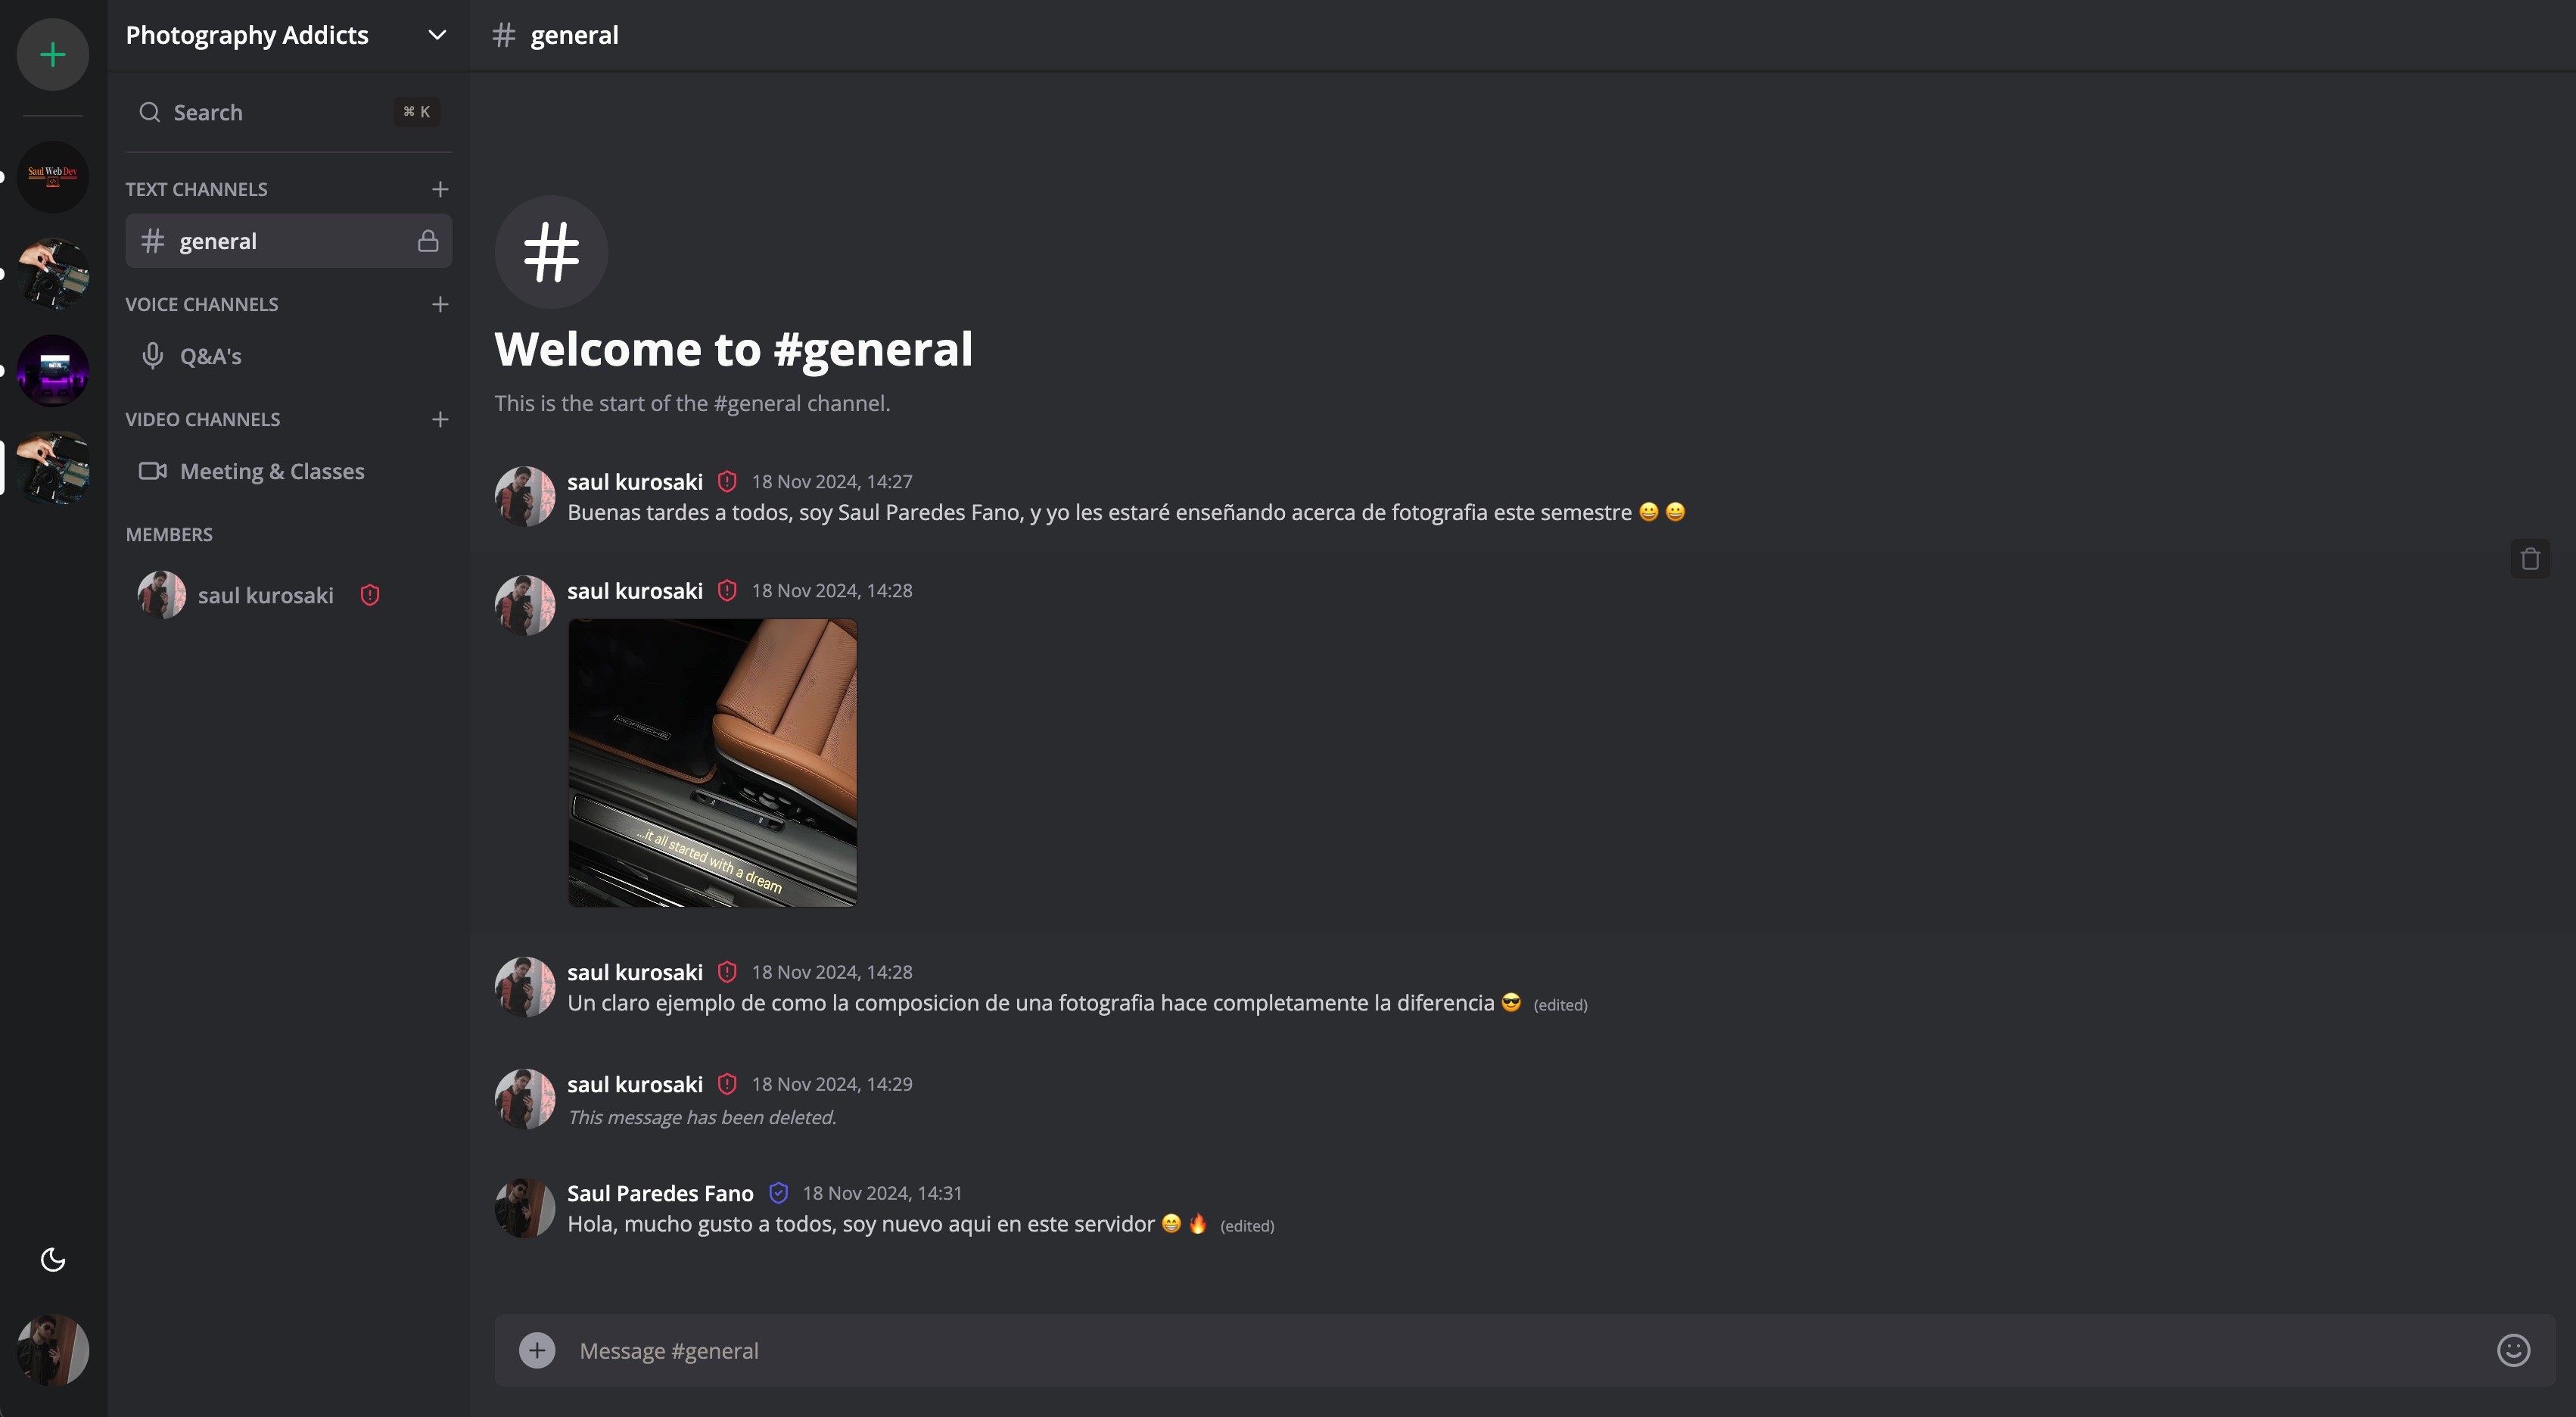 Photography Addicts
Search
⌘ K
TEXT CHANNELS
general
VOICE CHANNELS
Q&A's
VIDEO CHANNELS
Meeting & Classes
MEMBERS
saul kurosaki
Saul Web Dev
# general
#
Welcome to #general
This is the start of the #general channel.
saul kurosaki 18 Nov 2024, 14:27
Buenas tardes a todos, soy Saul Paredes Fano, y yo les estaré enseñando acerca de fotografia este semestre 😀 😀
saul kurosaki 18 Nov 2024, 14:28
PORSCHE
...it all started with a dream
saul kurosaki 18 Nov 2024, 14:28
Un claro ejemplo de como la composicion de una fotografia hace completamente la diferencia 😎 (edited)
saul kurosaki 18 Nov 2024, 14:29
This message has been deleted.
Saul Paredes Fano 18 Nov 2024, 14:31
Hola, mucho gusto a todos, soy nuevo aqui en este servidor 😁 🔥 (edited)
Message #general